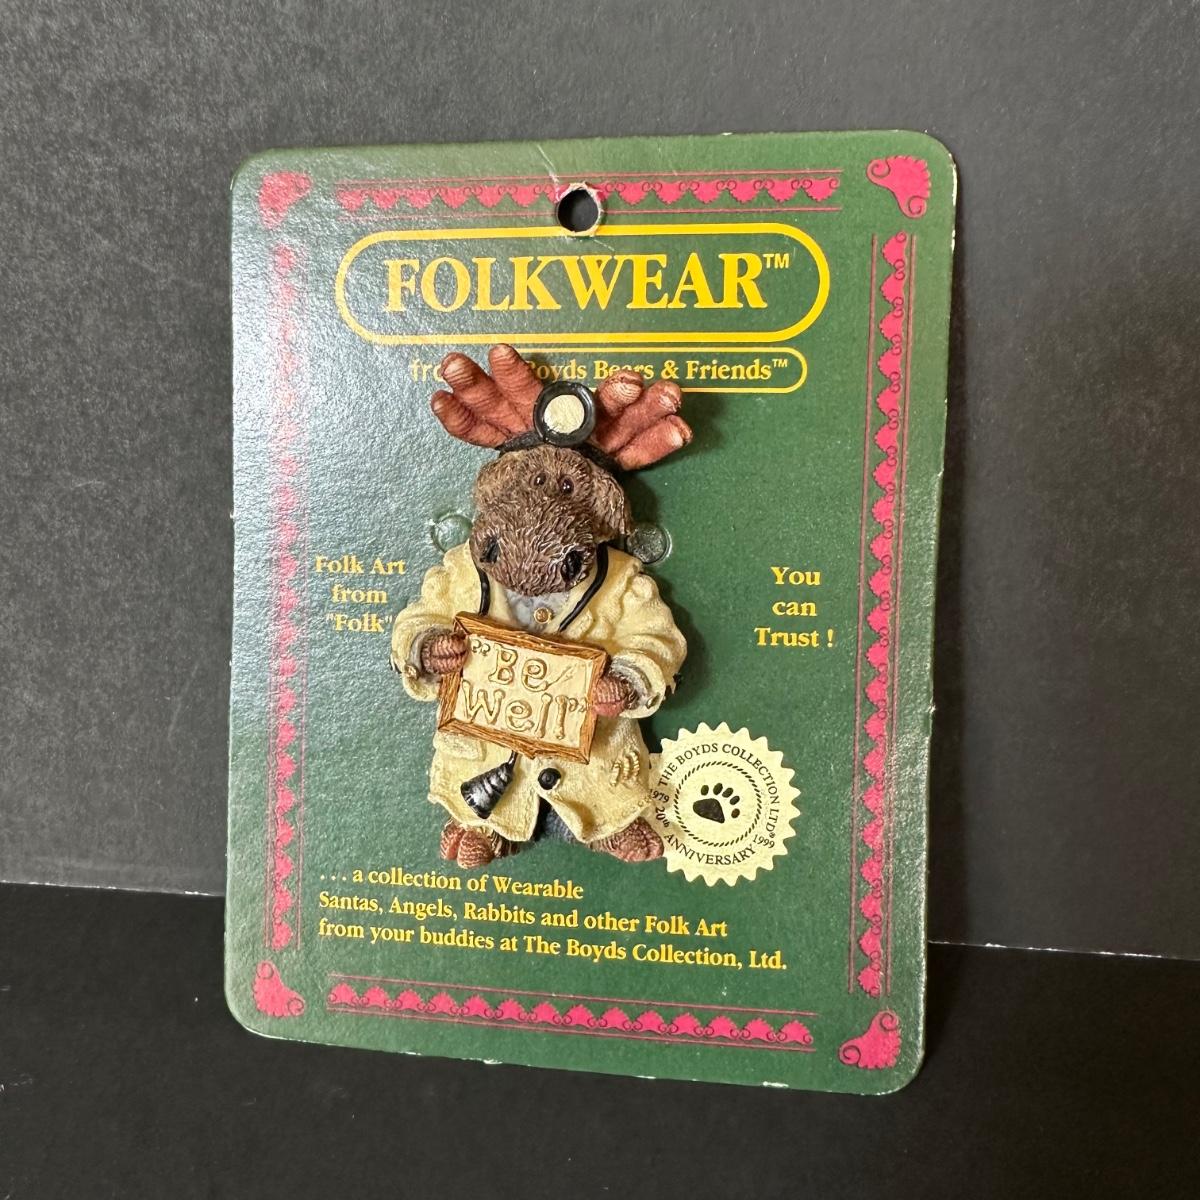 FOLKWEAR™
Boyds Bears & Friends™
Folk Art
from
"Folk"
You
can
Trust !
"Be
Well"
THE BOYDS COLLECTION LTD®
1979 20th ANNIVERSARY 1999
. . . a collection of Wearable
Santas, Angels, Rabbits and other Folk Art
from your buddies at The Boyds Collection, Ltd.